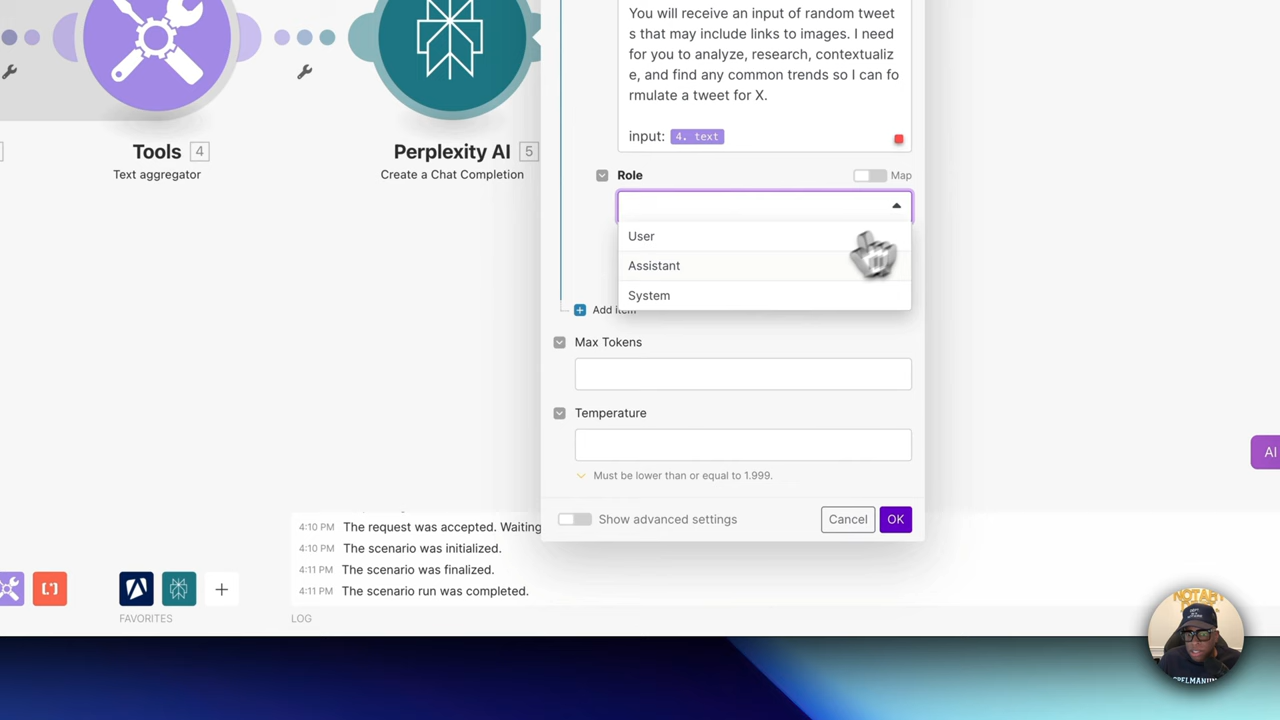 You will receive an input of random tweet
s that may include links to images. I need
for you to analyze, research, contextualiz
e, and find any common trends so I can fo
rmulate a tweet for X.
input: 4. text
Tools 4
Text aggregator
Perplexity AI 5
Create a Chat Completion
Role
Map
User
Assistant
System
Add item
Max Tokens
Temperature
Must be lower than or equal to 1.999.
Show advanced settings
Cancel
OK
AI
4:10 PM The request was accepted. Waiting
4:10 PM The scenario was initialized.
4:11 PM The scenario was finalized.
4:11 PM The scenario run was completed.
FAVORITES
LOG